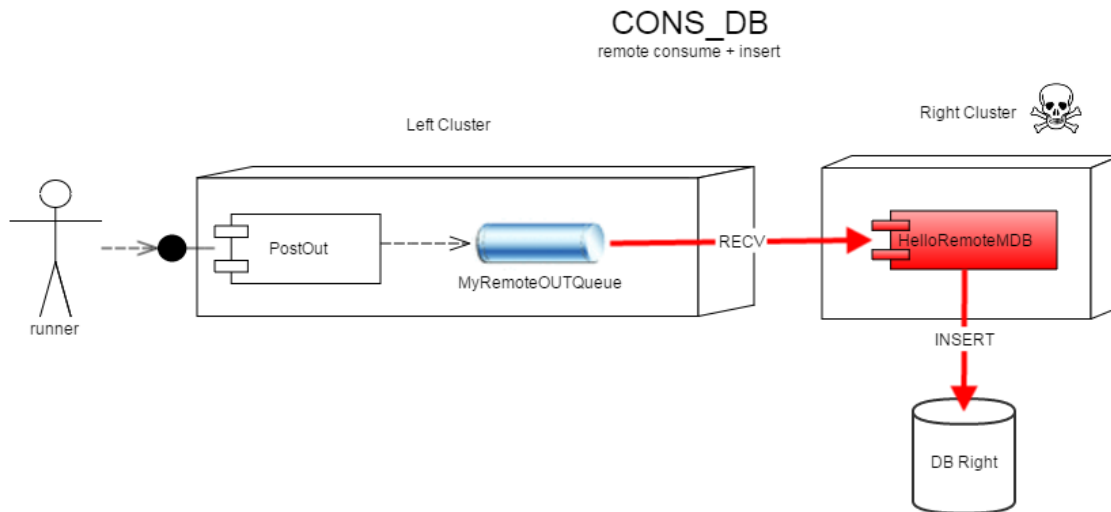 CONS_DB
remote consume + insert
Left Cluster
Right Cluster
PostOut
RECV
HelloRemoteMDB
MyRemoteOUTQueue
runner
INSERT
DB Right